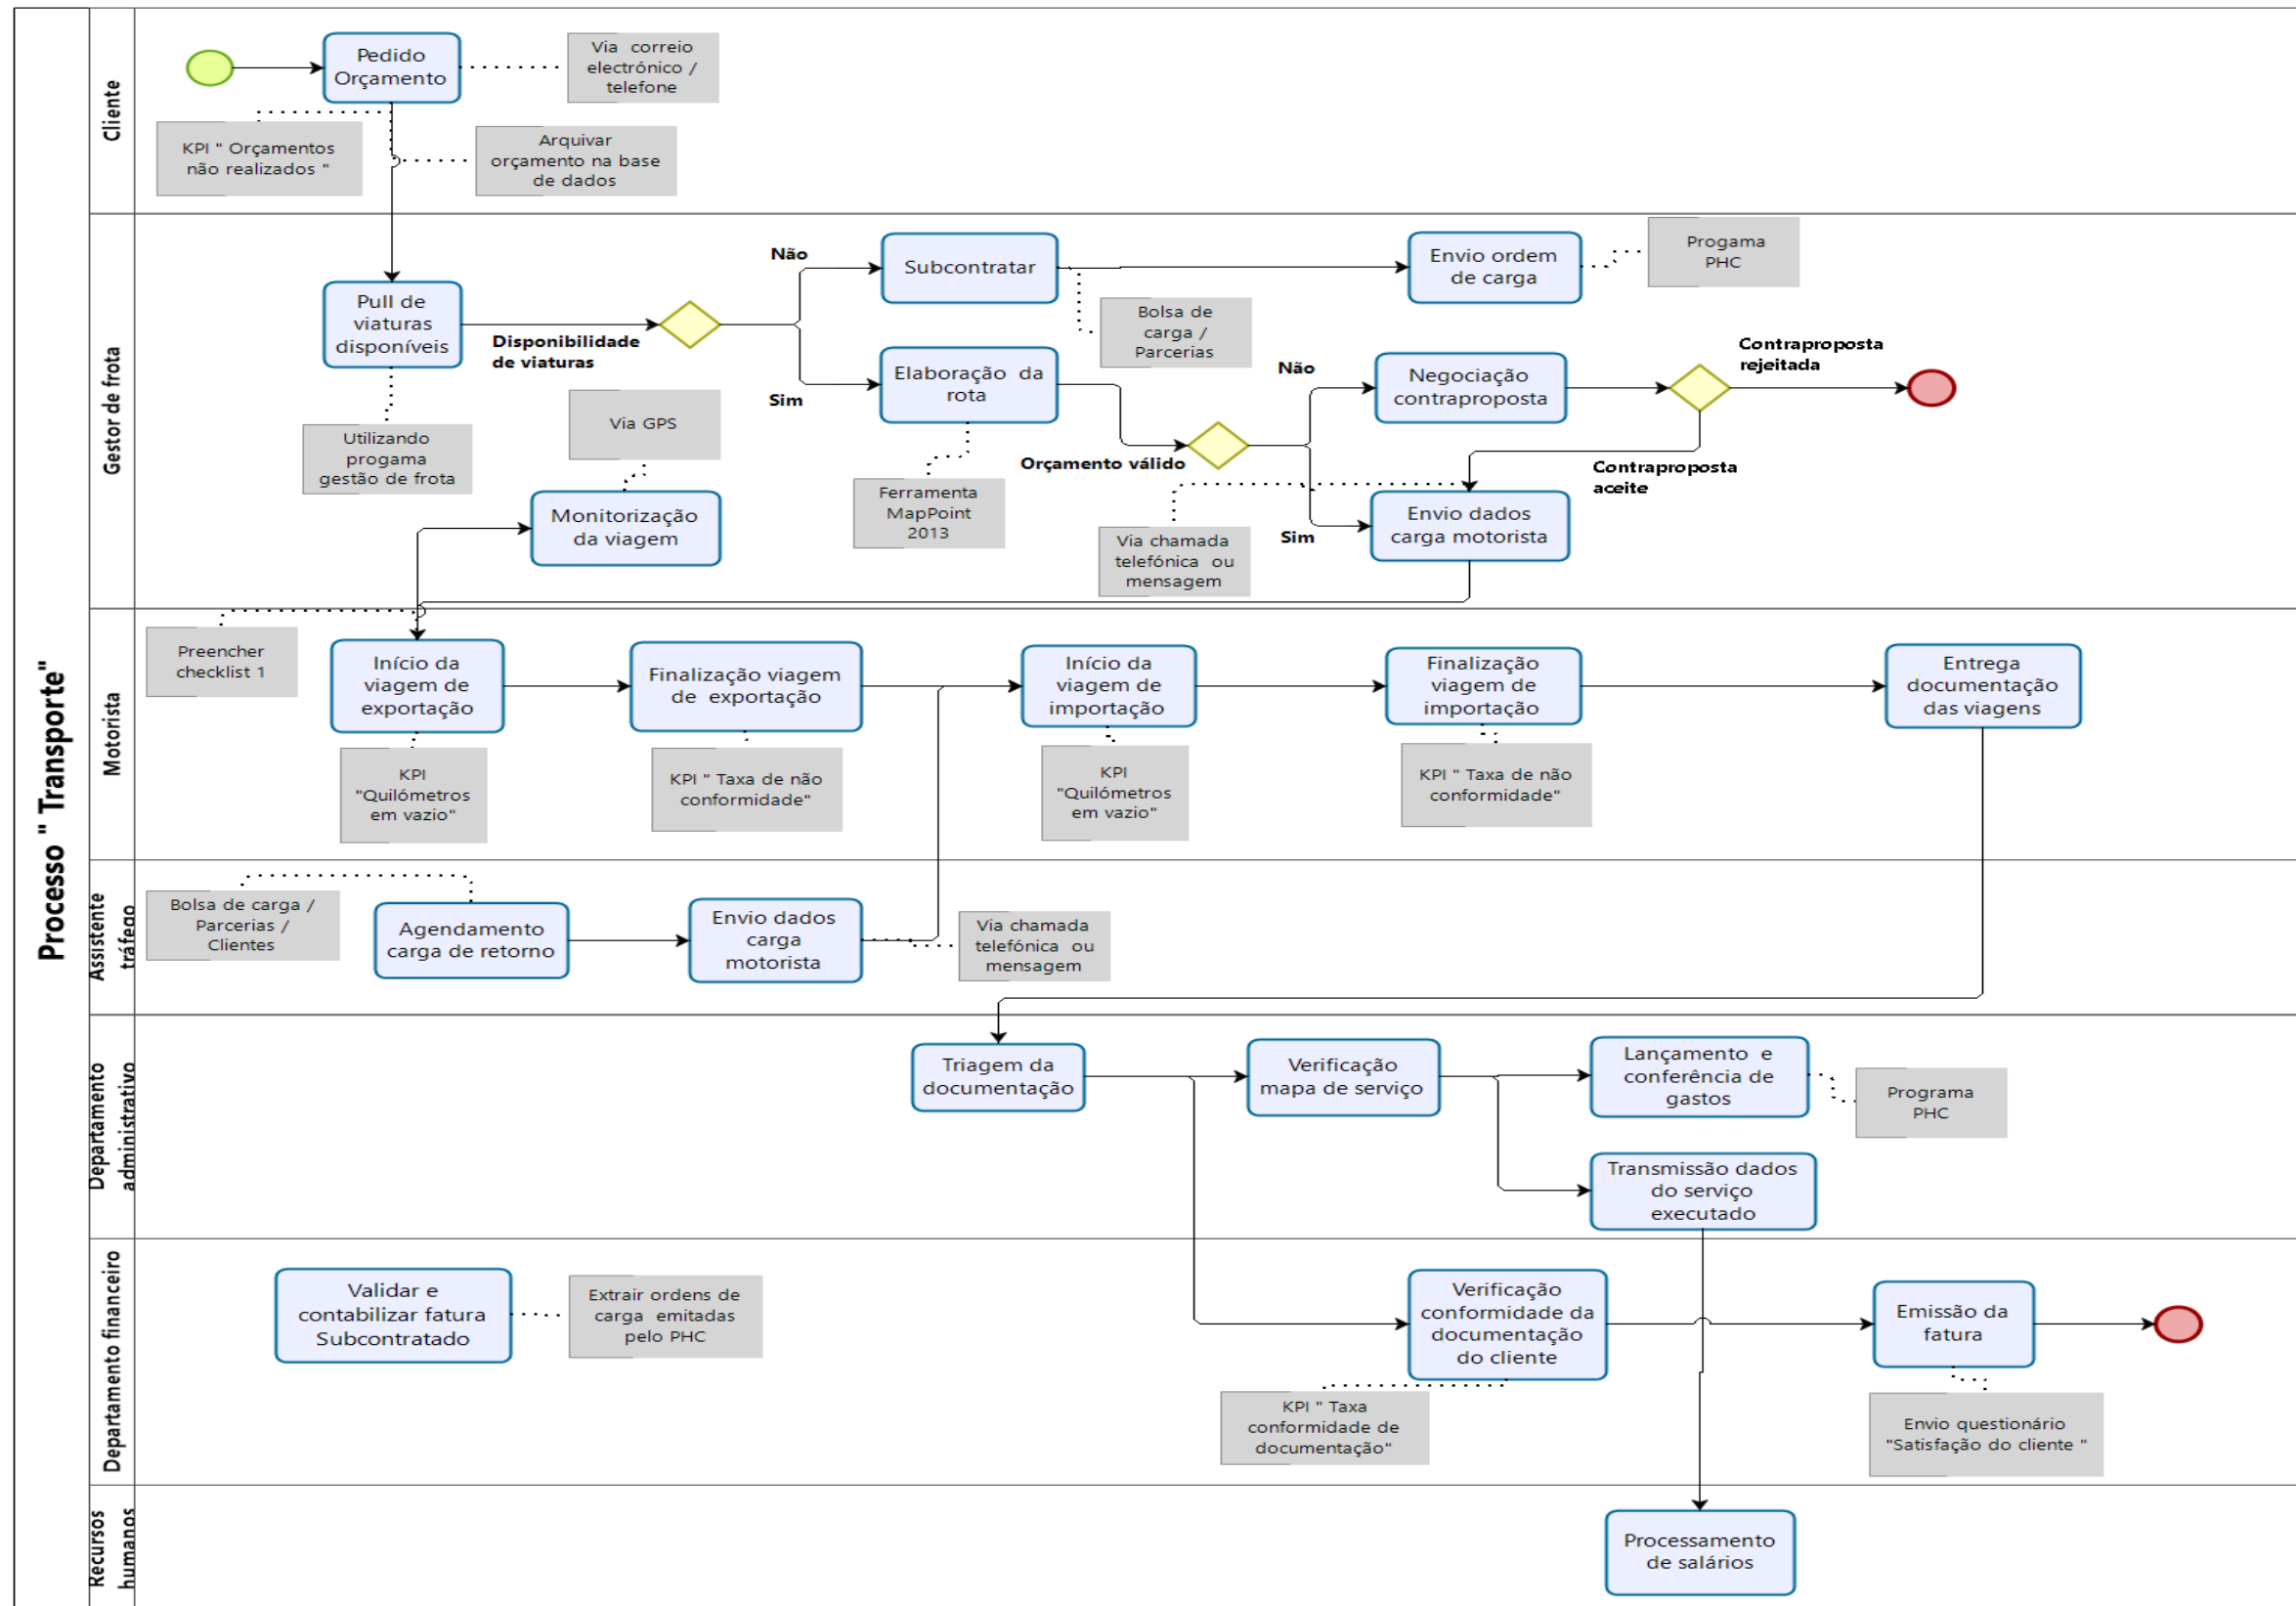 Processo " Transporte"
Cliente
Pedido
Orçamento
Via  correio
electrónico /
telefone
KPI " Orçamentos
não realizados "
Arquivar
orçamento na base
de dados
Gestor de frota
Pull de
viaturas
disponíveis
Disponibilidade
de viaturas
Não
Sim
Subcontratar
Envio ordem
de carga
Progama
PHC
Bolsa de
carga /
Parcerias
Elaboração  da
rota
Orçamento válido
Não
Sim
Negociação
contraproposta
Contraproposta
rejeitada
Contraproposta
aceite
Utilizando
progama
gestão de frota
Via GPS
Monitorização
da viagem
Ferramenta
MapPoint
2013
Via chamada
telefónica  ou
mensagem
Envio dados
carga motorista
Motorista
Preencher
checklist 1
Início da
viagem de
exportação
Finalização viagem
de  exportação
Início da
viagem de
importação
Finalização
viagem de
importação
Entrega
documentação
das viagens
KPI
"Quilómetros
em vazio"
KPI " Taxa de não
conformidade"
KPI
"Quilómetros
em vazio"
KPI " Taxa de não
conformidade"
Assistente
tráfego
Bolsa de carga /
Parcerias /
Clientes
Agendamento
carga de retorno
Envio dados
carga
motorista
Via chamada
telefónica  ou
mensagem
Departamento
administrativo
Triagem da
documentação
Verificação
mapa de serviço
Lançamento  e
conferência de
gastos
Programa
PHC
Transmissão dados
do serviço
executado
Departamento financeiro
Validar e
contabilizar fatura
Subcontratado
Extrair ordens de
carga  emitadas
pelo PHC
Verificação
conformidade da
documentação
do cliente
Emissão da
fatura
KPI " Taxa
conformidade de
documentação"
Envio questionário
"Satisfação do cliente "
Recursos
humanos
Processamento
de salários